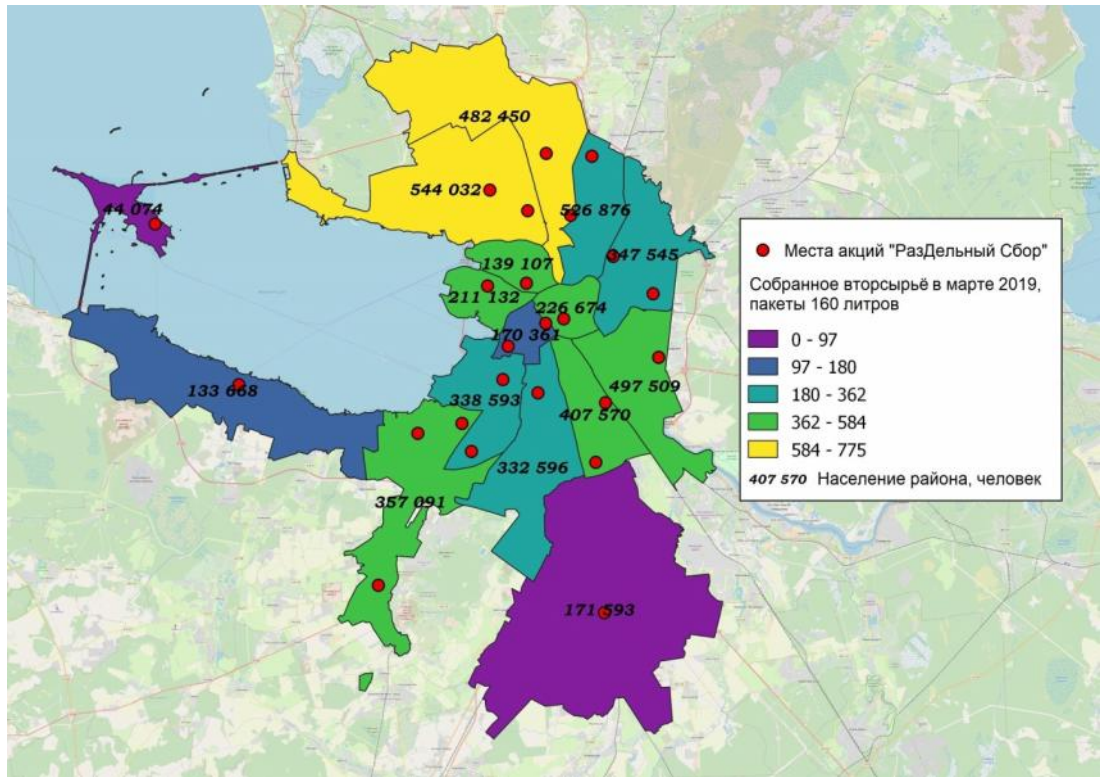 482 450
544 032
44 074
526 876
347 545
139 107
211 132
226 674
170 361
133 668
338 593
497 509
407 570
332 596
357 091
171 593
Места акций "РазДельный Сбор"
Собранное вторсырьё в марте 2019,
пакеты 160 литров
0 - 97
97 - 180
180 - 362
362 - 584
584 - 775
407 570 Население района, человек